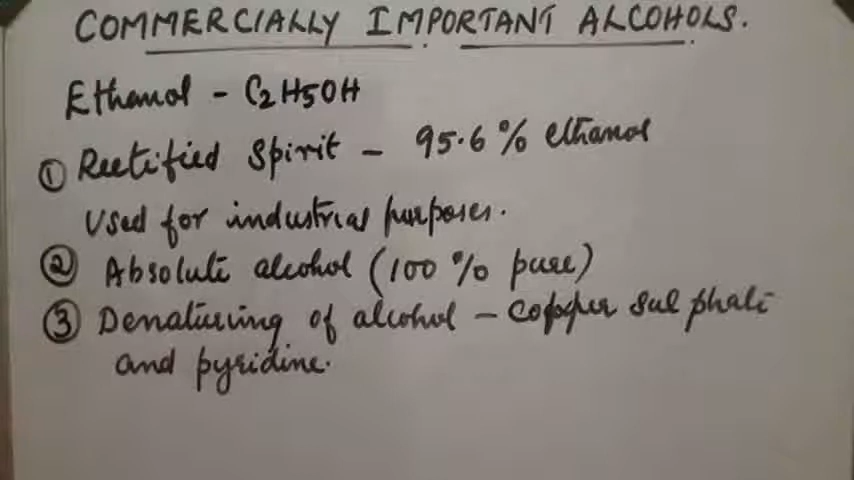 COMMERCIALLY IMPORTANT ALCOHOLS.
Ethanol - C2H5OH
① Rectified Spirit - 95.6% ethanol
Used for industrial purposes.
② Absolute alcohol (100% pure)
③ Denaturing of alcohol - Copper sulphate
and pyridine.